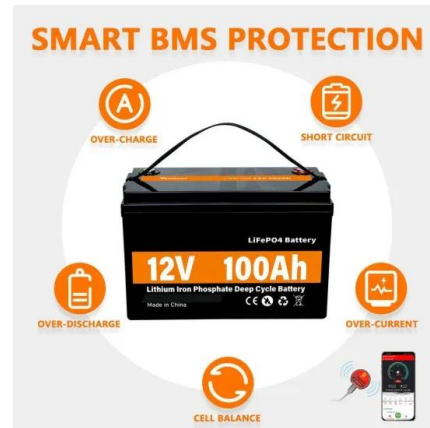 SMART BMS PROTECTION
A
OVER-CHARGE
SHORT CIRCUIT
LiFePO4 Battery
12V 100Ah
Lithium Iron Phosphate Deep Cycle Battery
Made in China
CE
OVER-DISCHARGE
OVER-CURRENT
CELL BALANCE